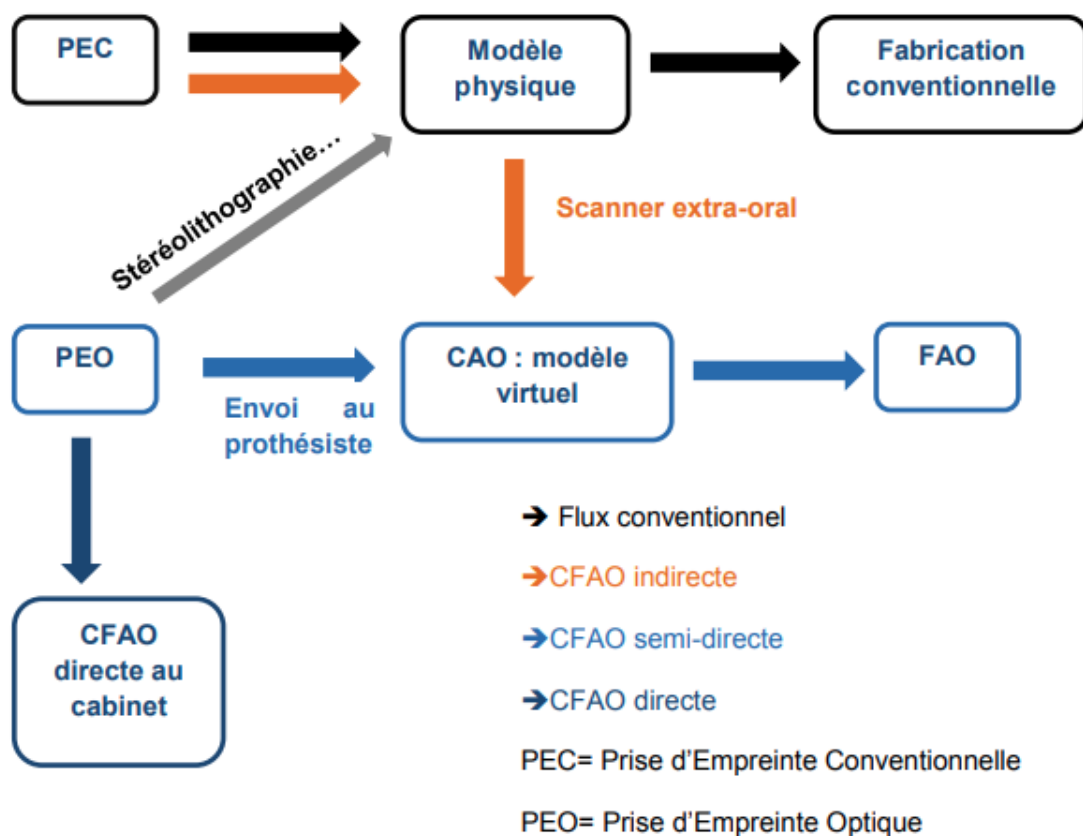 PEC
Modèle
physique
Fabrication
conventionnelle
Stéréolithographie…
Scanner extra-oral
PEO
Envoi au
prothésiste
CAO : modèle
virtuel
FAO
CFAO
directe au
cabinet
➔ Flux conventionnel
➔CFAO indirecte
➔CFAO semi-directe
➔CFAO directe
PEC= Prise d’Empreinte Conventionnelle
PEO= Prise d’Empreinte Optique